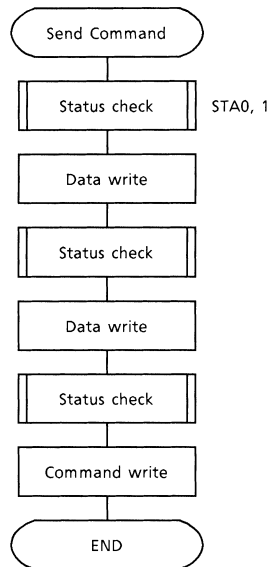 Send Command
Status check STA0, 1
Data write
Status check
Data write
Status check
Command write
END